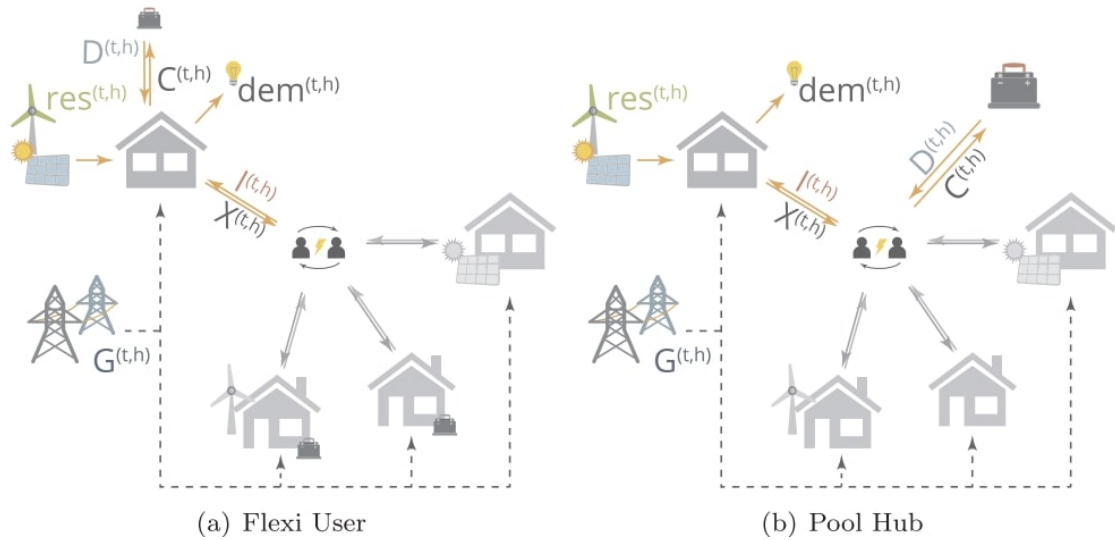 D(t,h)
C(t,h)
res(t,h)
dem(t,h)
I(t,h)
X(t,h)
G(t,h)
(a) Flexi User
res(t,h)
dem(t,h)
D(t,h)
C(t,h)
I(t,h)
X(t,h)
G(t,h)
(b) Pool Hub